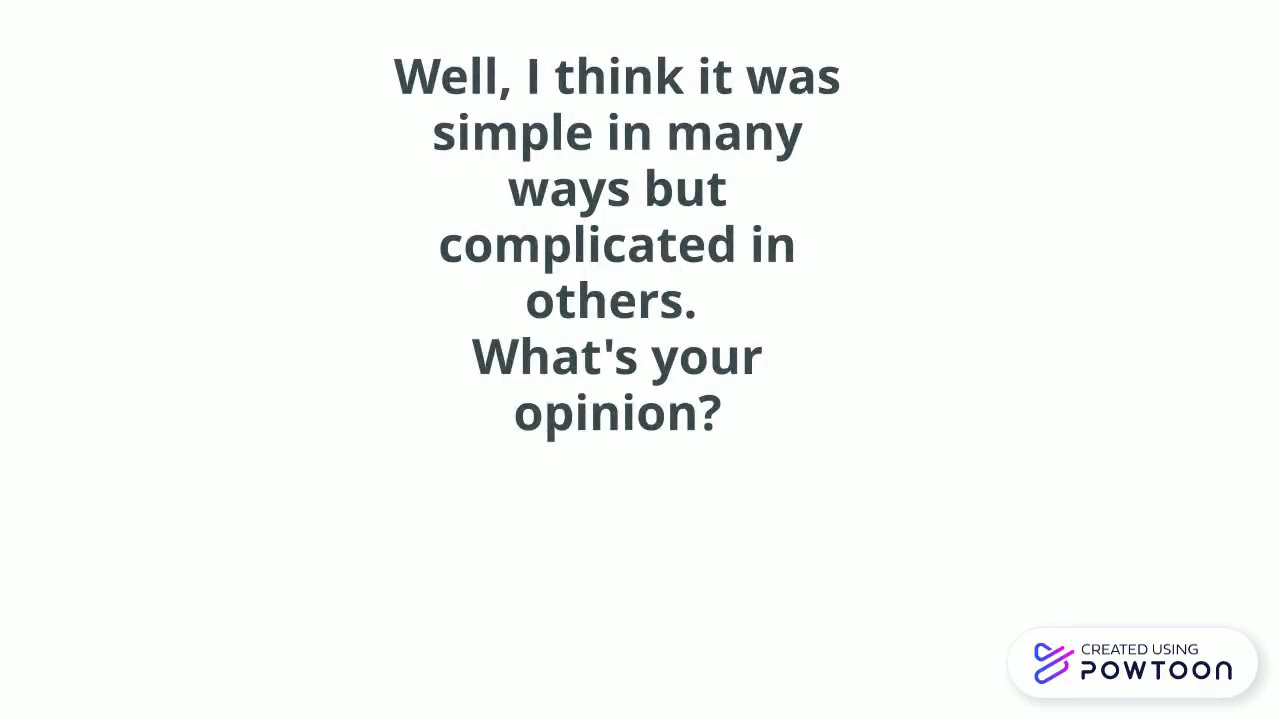 Well, I think it was
simple in many
ways but
complicated in
others.
What's your
opinion?
CREATED USING
POWTOON